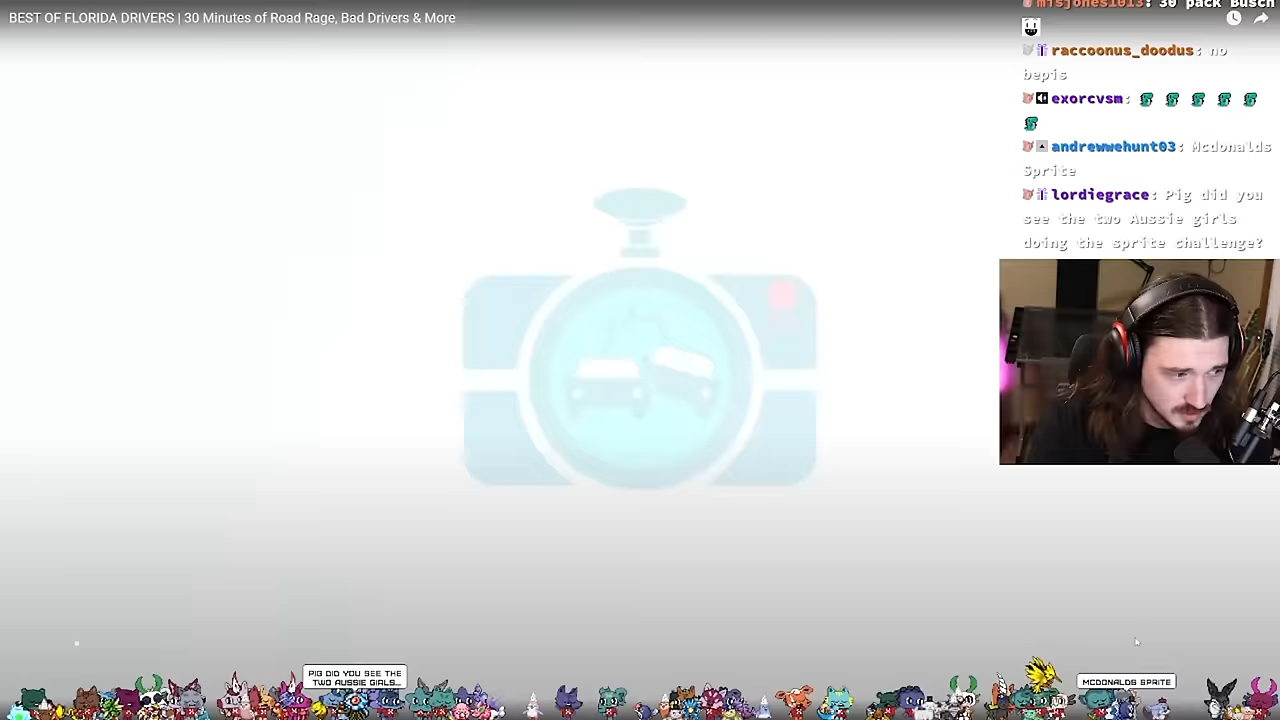 BEST OF FLORIDA DRIVERS | 30 Minutes of Road Rage, Bad Drivers & More
misjones1013: 30 pack Busch
raccoonus_doodus: no
bepis
exorcvsm:
andrewwehunt03: Mcdonalds
Sprite
lordiegrace: Pig did you
see the two Aussie girls
doing the sprite challenge?
PIG DID YOU SEE THE
TWO AUSSIE GIRLS...
MCDONALDS SPRITE